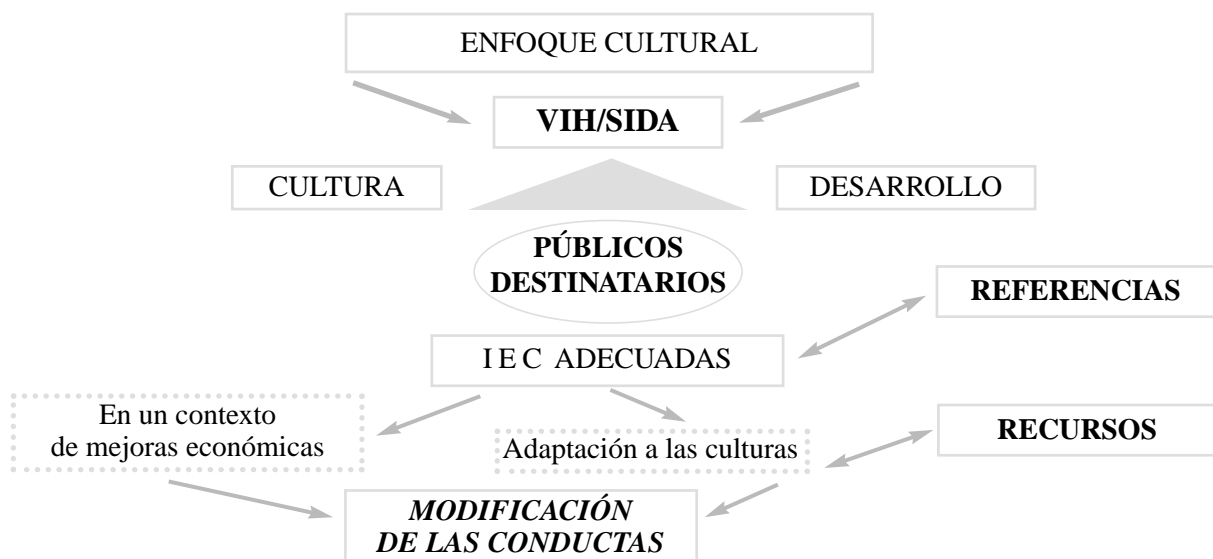 ENFOQUE CULTURAL
VIH/SIDA
CULTURA
DESARROLLO
PÚBLICOS
DESTINATARIOS
REFERENCIAS
I E C ADECUADAS
En un contexto
de mejoras económicas
Adaptación a las culturas
RECURSOS
MODIFICACIÓN
DE LAS CONDUCTAS